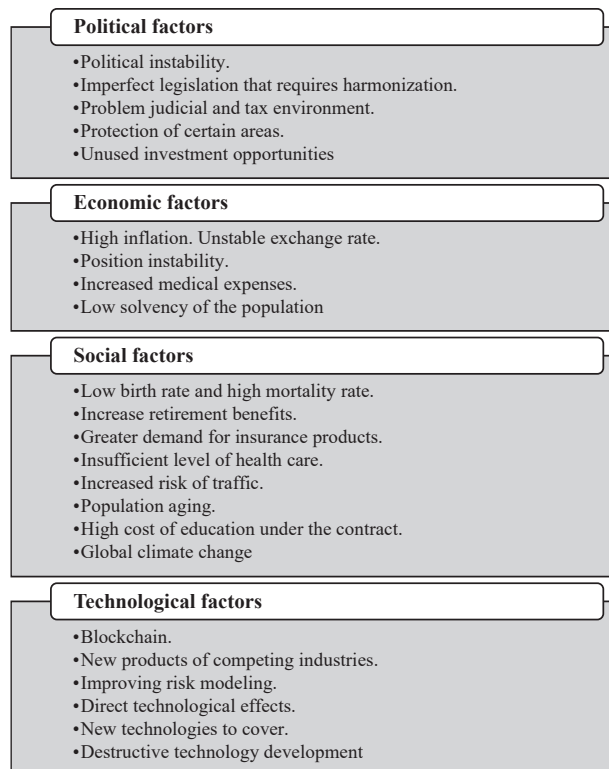 Political factors
•Political instability.
•Imperfect legislation that requires harmonization.
•Problem judicial and tax environment.
•Protection of certain areas.
•Unused investment opportunities
Economic factors
•High inflation. Unstable exchange rate.
•Position instability.
•Increased medical expenses.
•Low solvency of the population
Social factors
•Low birth rate and high mortality rate.
•Increase retirement benefits.
•Greater demand for insurance products.
•Insufficient level of health care.
•Increased risk of traffic.
•Population aging.
•High cost of education under the contract.
•Global climate change
Technological factors
•Blockchain.
•New products of competing industries.
•Improving risk modeling.
•Direct technological effects.
•New technologies to cover.
•Destructive technology development